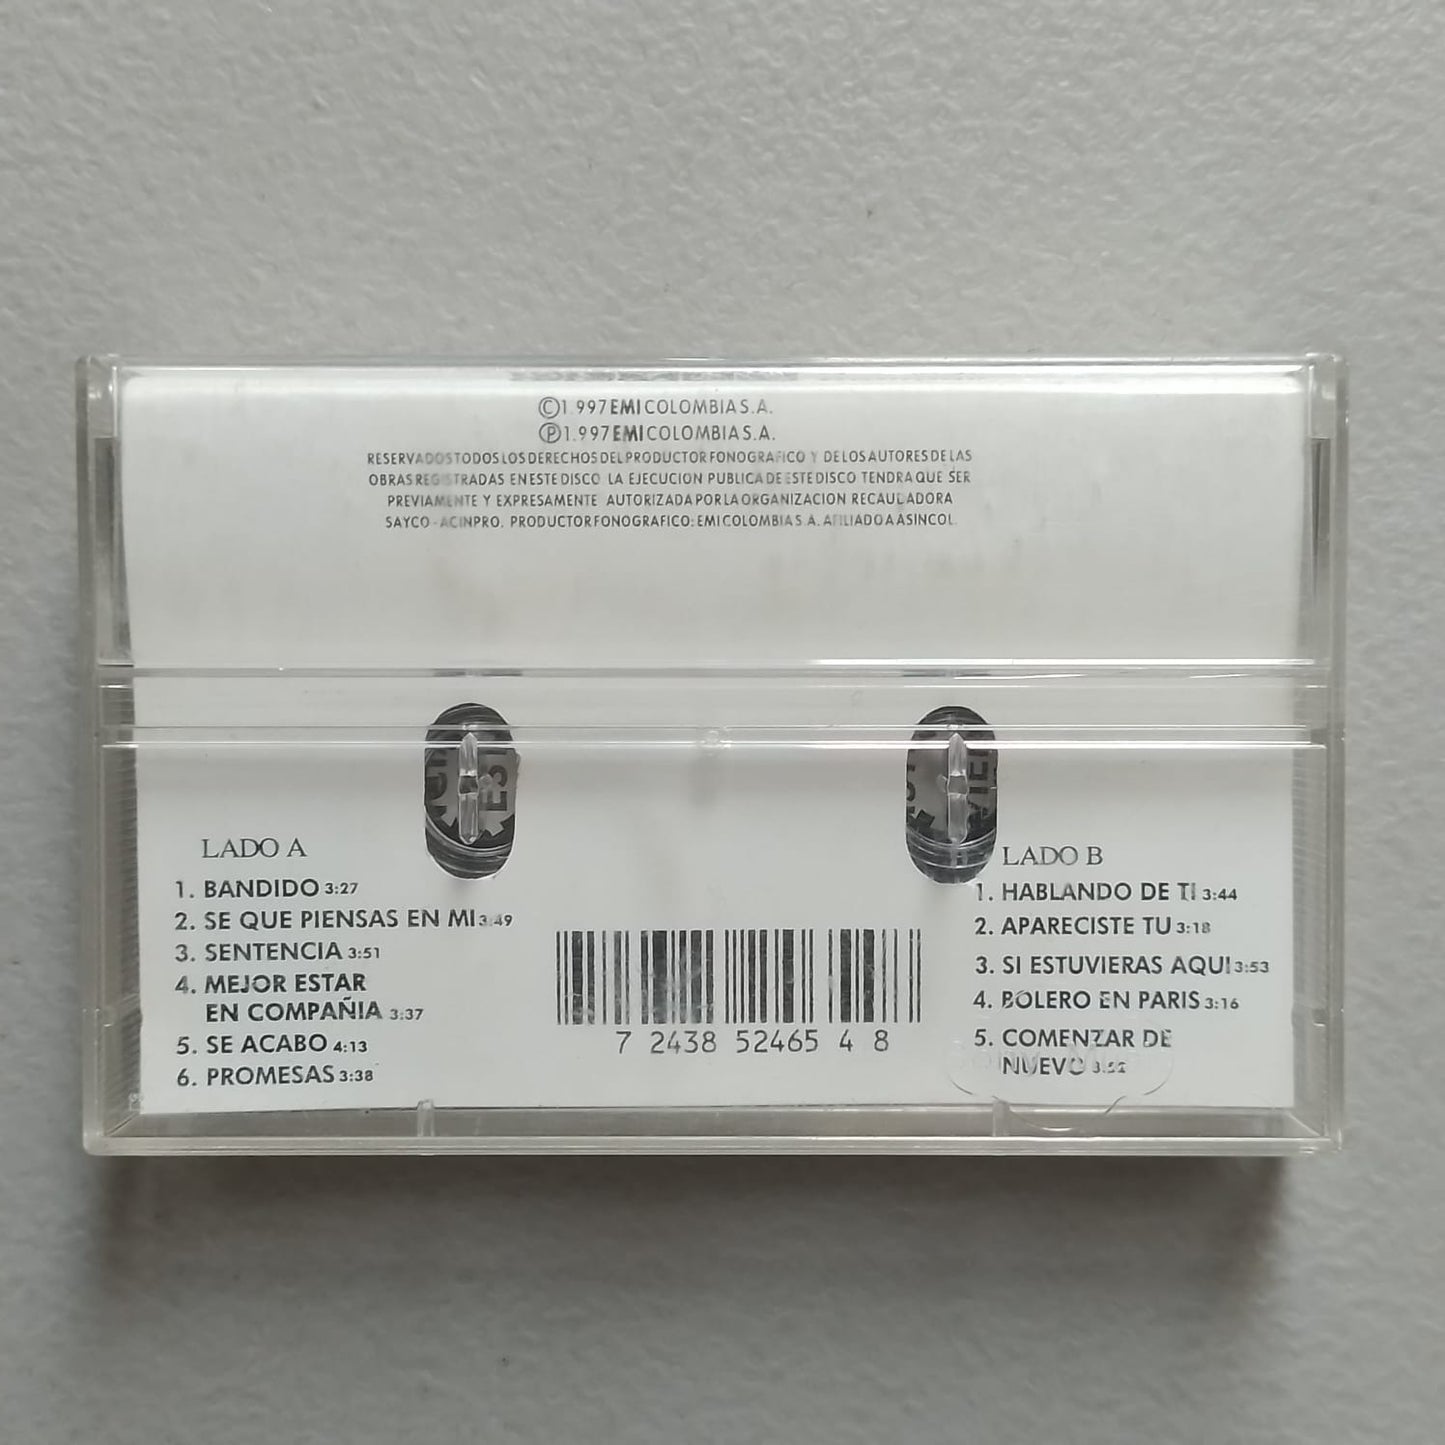 ©1.997 EMI COLOMBIA S.A.
℗1.997 EMI COLOMBIA S.A.
RESERVADOS TODOS LOS DERECHOS DEL PRODUCTOR FONOGRAFICO Y DE LOS AUTORES DE LAS
OBRAS REGISTRADAS EN ESTE DISCO LA EJECUCION PUBLICA DE ESTE DISCO TENDRA QUE SER
PREVIAMENTE Y EXPRESAMENTE AUTORIZADA POR LA ORGANIZACION RECAULADORA
SAYCO - ACINPRO. PRODUCTOR FONOGRAFICO: EMI COLOMBIA S.A. AFILIADO A ASINCOL.
LADO A
1. BANDIDO 3:27
2. SE QUE PIENSAS EN MI 3:49
3. SENTENCIA 3:51
4. MEJOR ESTAR
EN COMPAÑIA 3:37
5. SE ACABO 4:13
6. PROMESAS 3:38
7 2438 52465 4 8
LADO B
1. HABLANDO DE TI 3:44
2. APARECISTE TU 3:18
3. SI ESTUVIERAS AQUI 3:53
4. BOLERO EN PARIS 3:16
5. COMENZAR DE
NUEVO 3:52